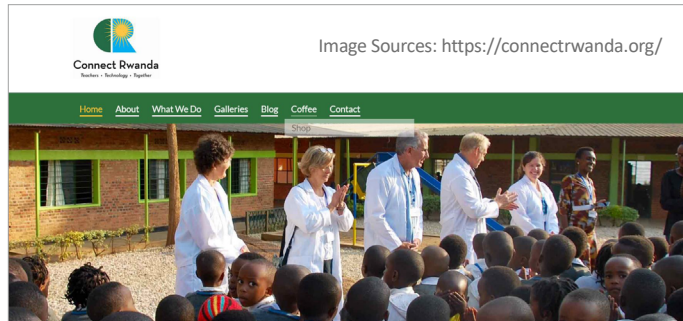 Connect Rwanda
Teachers • Technology • Together
Image Sources: https://connectrwanda.org/
Home About What We Do Galleries Blog Coffee Contact
Shop